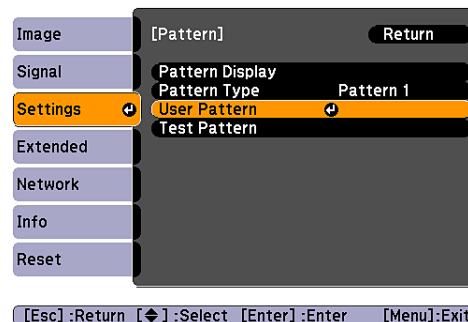 Image
Signal
Settings
Extended
Network
Info
Reset
[Pattern] Return
Pattern Display
Pattern Type Pattern 1
User Pattern
Test Pattern
[Esc] :Return [◆] :Select [Enter] :Enter [Menu]:Exit